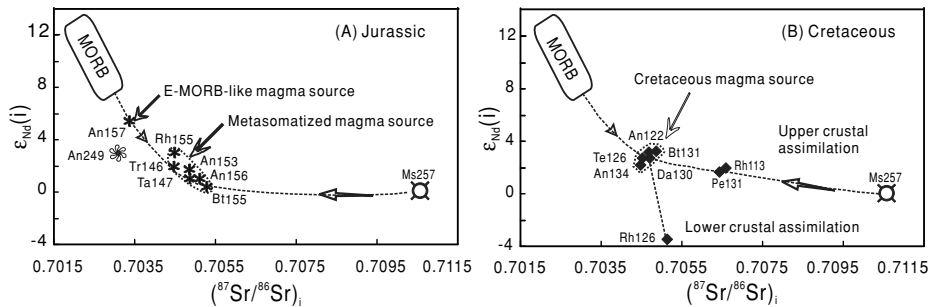 (A) Jurassic
12
8
4
0
-4
εNd(i)
MORB
E-MORB-like magma source
Metasomatized magma source
An157
Rh155
An249
An153
Tr146
An156
Ta147
Bt155
Ms257
0.7015 0.7035 0.7055 0.7075 0.7095 0.7115
(87Sr/86Sr)i
(B) Cretaceous
12
8
4
0
-4
εNd(i)
MORB
Cretaceous magma source
An122
Upper crustal
assimilation
Te126
Bt131
An134
Da130
Rh113
Pe131
Ms257
Rh126
Lower crustal assimilation
0.7015 0.7035 0.7055 0.7075 0.7095 0.7115
(87Sr/86Sr)i